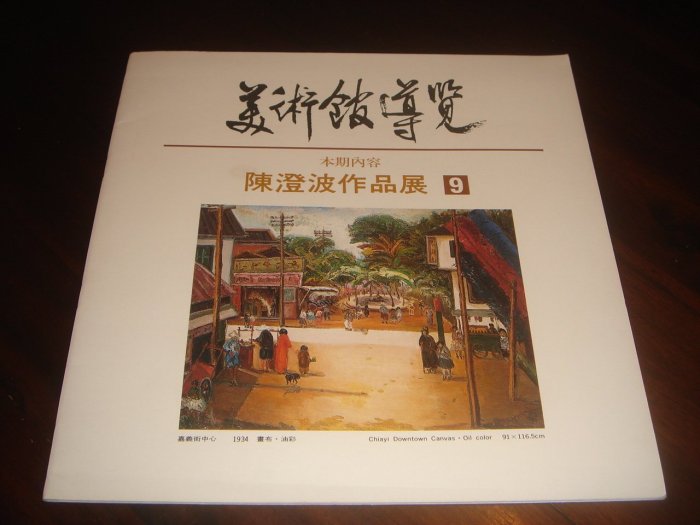 美術館導覽
本期內容
陳澄波作品展 9
嘉義街中心 1934 畫布・油彩 Chiayi Downtown Canvas・Oil color 91×116.5cm